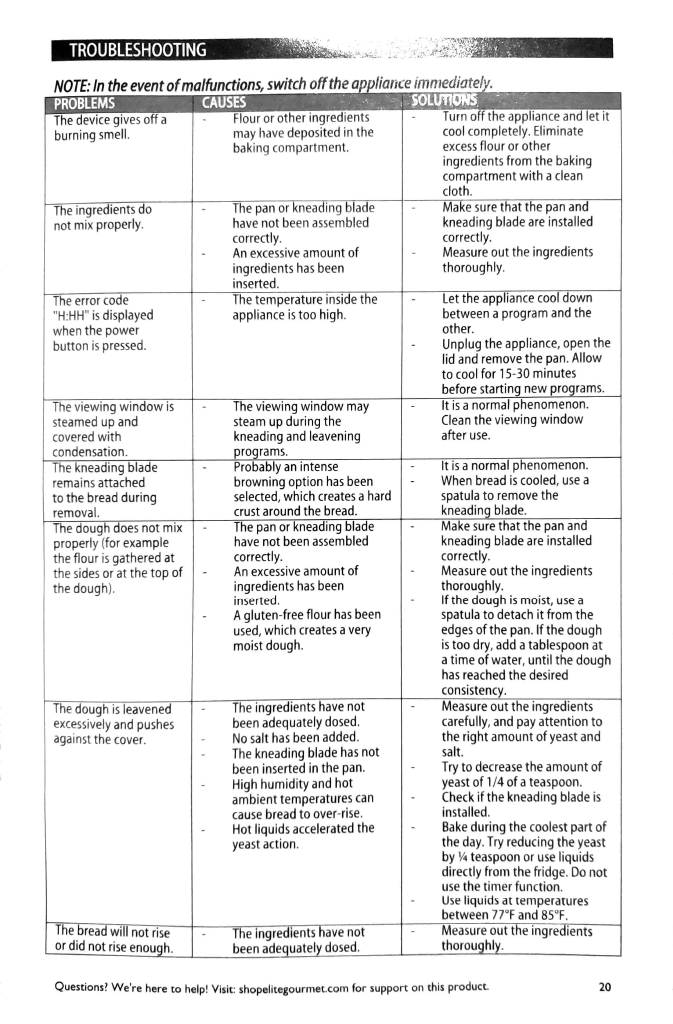 TROUBLESHOOTING
NOTE: In the event of malfunctions, switch off the appliance immediately.
PROBLEMS CAUSES SOLUTIONS
The device gives off a
burning smell.
- Flour or other ingredients
may have deposited in the
baking compartment.
- Turn off the appliance and let it
cool completely. Eliminate
excess flour or other
ingredients from the baking
compartment with a clean
cloth.
The ingredients do
not mix properly.
- The pan or kneading blade
have not been assembled
correctly.
- An excessive amount of
ingredients has been
inserted.
- Make sure that the pan and
kneading blade are installed
correctly.
- Measure out the ingredients
thoroughly.
The error code
"H:HH" is displayed
when the power
button is pressed.
- The temperature inside the
appliance is too high.
- Let the appliance cool down
between a program and the
other.
- Unplug the appliance, open the
lid and remove the pan. Allow
to cool for 15-30 minutes
before starting new programs.
The viewing window is
steamed up and
covered with
condensation.
- The viewing window may
steam up during the
kneading and leavening
programs.
- It is a normal phenomenon.
Clean the viewing window
after use.
The kneading blade
remains attached
to the bread during
removal.
- Probably an intense
browning option has been
selected, which creates a hard
crust around the bread.
- It is a normal phenomenon.
- When bread is cooled, use a
spatula to remove the
kneading blade.
The dough does not mix
properly (for example
the flour is gathered at
the sides or at the top of
the dough).
- The pan or kneading blade
have not been assembled
correctly.
- An excessive amount of
ingredients has been
inserted.
- A gluten-free flour has been
used, which creates a very
moist dough.
- Make sure that the pan and
kneading blade are installed
correctly.
- Measure out the ingredients
thoroughly.
- If the dough is moist, use a
spatula to detach it from the
edges of the pan. If the dough
is too dry, add a tablespoon at
a time of water, until the dough
has reached the desired
consistency.
The dough is leavened
excessively and pushes
against the cover.
- The ingredients have not
been adequately dosed.
- No salt has been added.
- The kneading blade has not
been inserted in the pan.
- High humidity and hot
ambient temperatures can
cause bread to over-rise.
- Hot liquids accelerated the
yeast action.
- Measure out the ingredients
carefully, and pay attention to
the right amount of yeast and
salt.
- Try to decrease the amount of
yeast of 1/4 of a teaspoon.
- Check if the kneading blade is
installed.
- Bake during the coolest part of
the day. Try reducing the yeast
by ¼ teaspoon or use liquids
directly from the fridge. Do not
use the timer function.
- Use liquids at temperatures
between 77°F and 85°F.
The bread will not rise
or did not rise enough.
- The ingredients have not
been adequately dosed.
- Measure out the ingredients
thoroughly.
Questions? We're here to help! Visit: shopelitegourmet.com for support on this product. 20